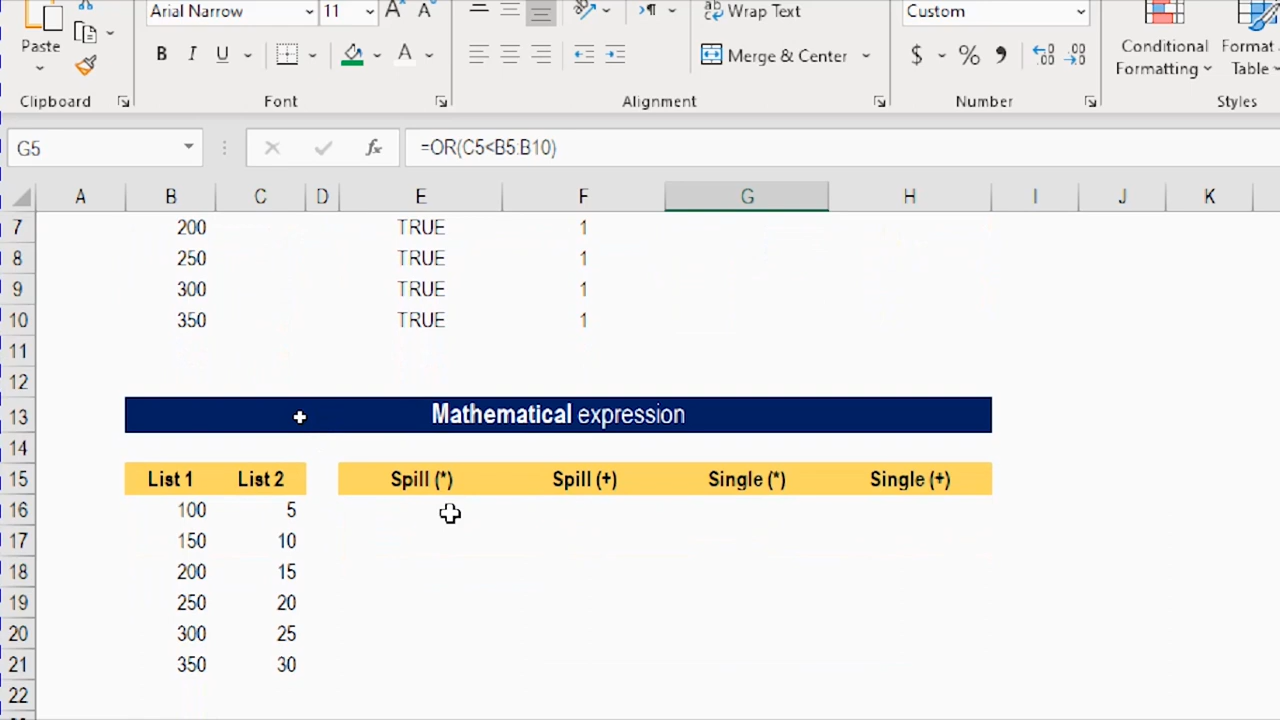 Arial Narrow 11 A A Wrap Text Custom
Paste B I U A Merge & Center $ % 9 Conditional Formatting Format Table
Clipboard Font Alignment Number Styles
G5 fx =OR(C5<B5:B10)
A B C D E F G H I J K
7 200 TRUE 1
8 250 TRUE 1
9 300 TRUE 1
10 350 TRUE 1
11
12
13 Mathematical expression
14
15 List 1 List 2 Spill (*) Spill (+) Single (*) Single (+)
16 100 5
17 150 10
18 200 15
19 250 20
20 300 25
21 350 30
22